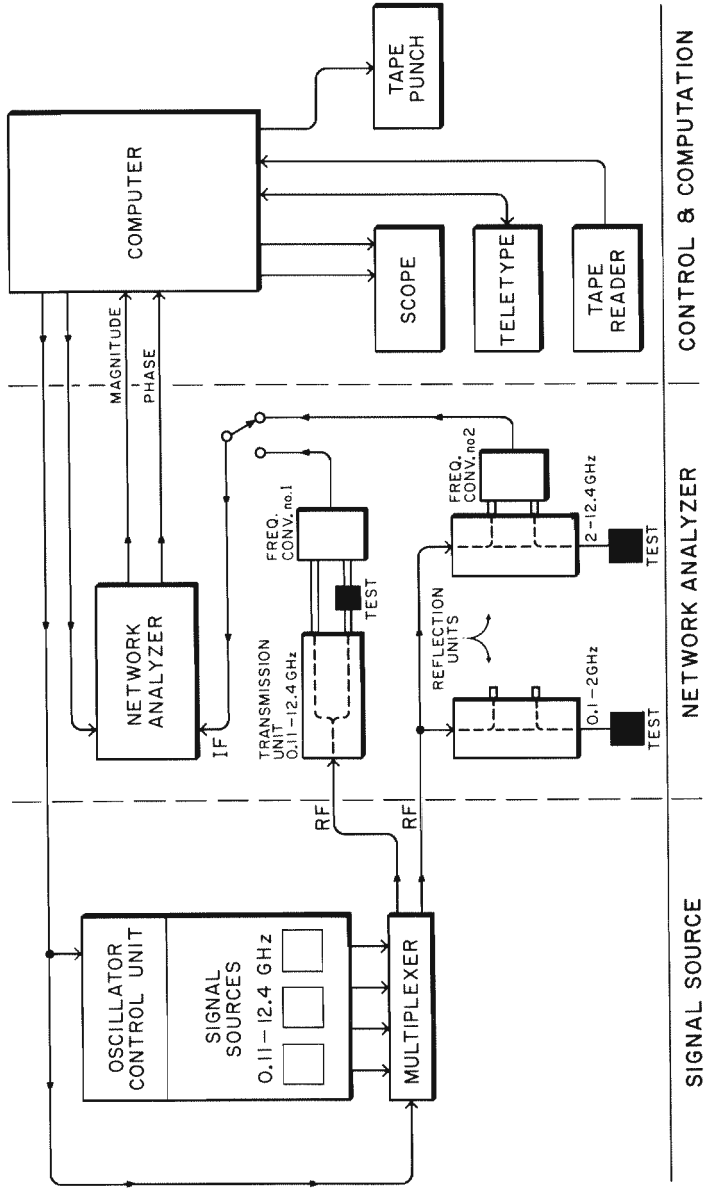 OSCILLATOR
CONTROL UNIT
SIGNAL
SOURCES
0.11–12.4 GHz
MULTIPLEXER
RF
RF
NETWORK
ANALYZER
IF
TRANSMISSION
UNIT
0.11–12.4GHz
TEST
FREQ.
CONV. no.1
REFLECTION
UNITS
0.1–2GHz
TEST
FREQ.
CONV. no2
2–12.4GHz
TEST
MAGNITUDE
PHASE
COMPUTER
SCOPE
TELETYPE
TAPE
READER
TAPE
PUNCH
SIGNAL SOURCE
NETWORK ANALYZER
CONTROL & COMPUTATION